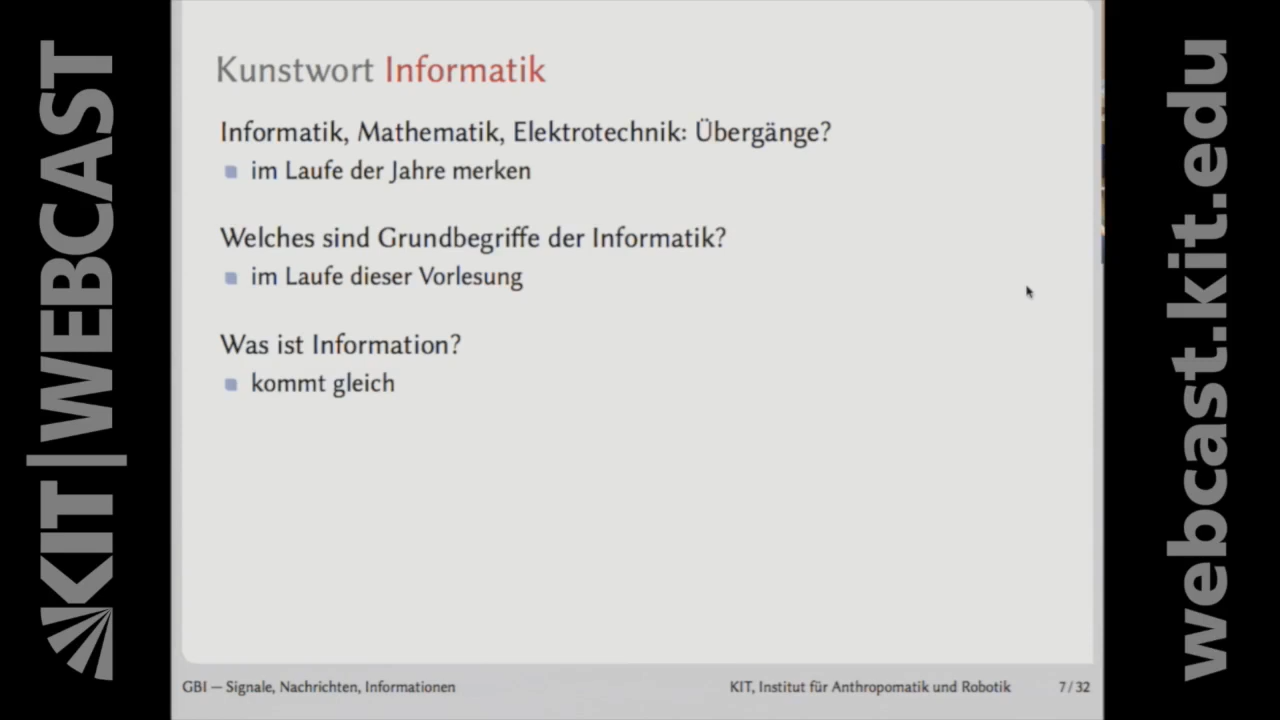 KIT|WEBCAST
Kunstwort Informatik
Informatik, Mathematik, Elektrotechnik: Übergänge?
im Laufe der Jahre merken
Welches sind Grundbegriffe der Informatik?
im Laufe dieser Vorlesung
Was ist Information?
kommt gleich
GBI — Signale, Nachrichten, Informationen
KIT, Institut für Anthropomatik und Robotik
7 / 32
webcast.kit.edu